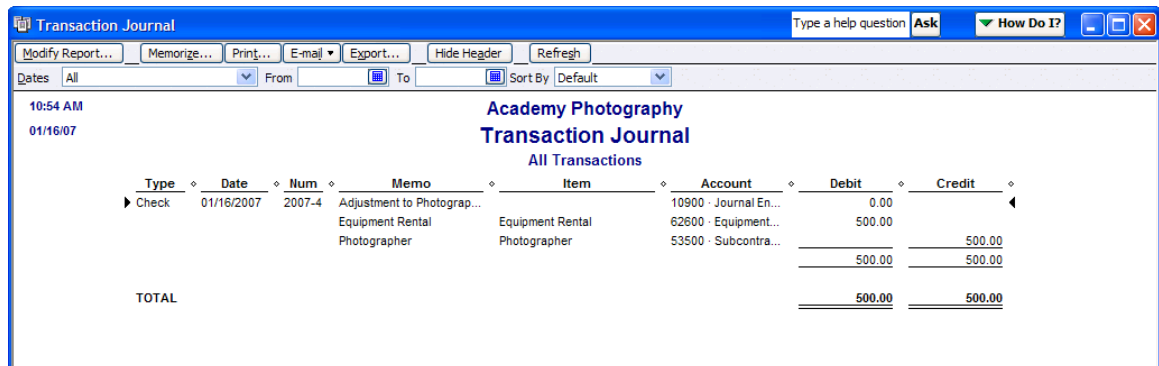 Transaction Journal Type a help question Ask How Do I?
Modify Report... Memorize... Print... E-mail Export... Hide Header Refresh
Dates All From To Sort By Default
10:54 AM Academy Photography
01/16/07 Transaction Journal
All Transactions
Type Date Num Memo Item Account Debit Credit
Check 01/16/2007 2007-4 Adjustment to Photograp... 10900 · Journal En... 0.00
Equipment Rental Equipment Rental 62600 · Equipment... 500.00
Photographer Photographer 53500 · Subcontra... 500.00
500.00 500.00
TOTAL 500.00 500.00